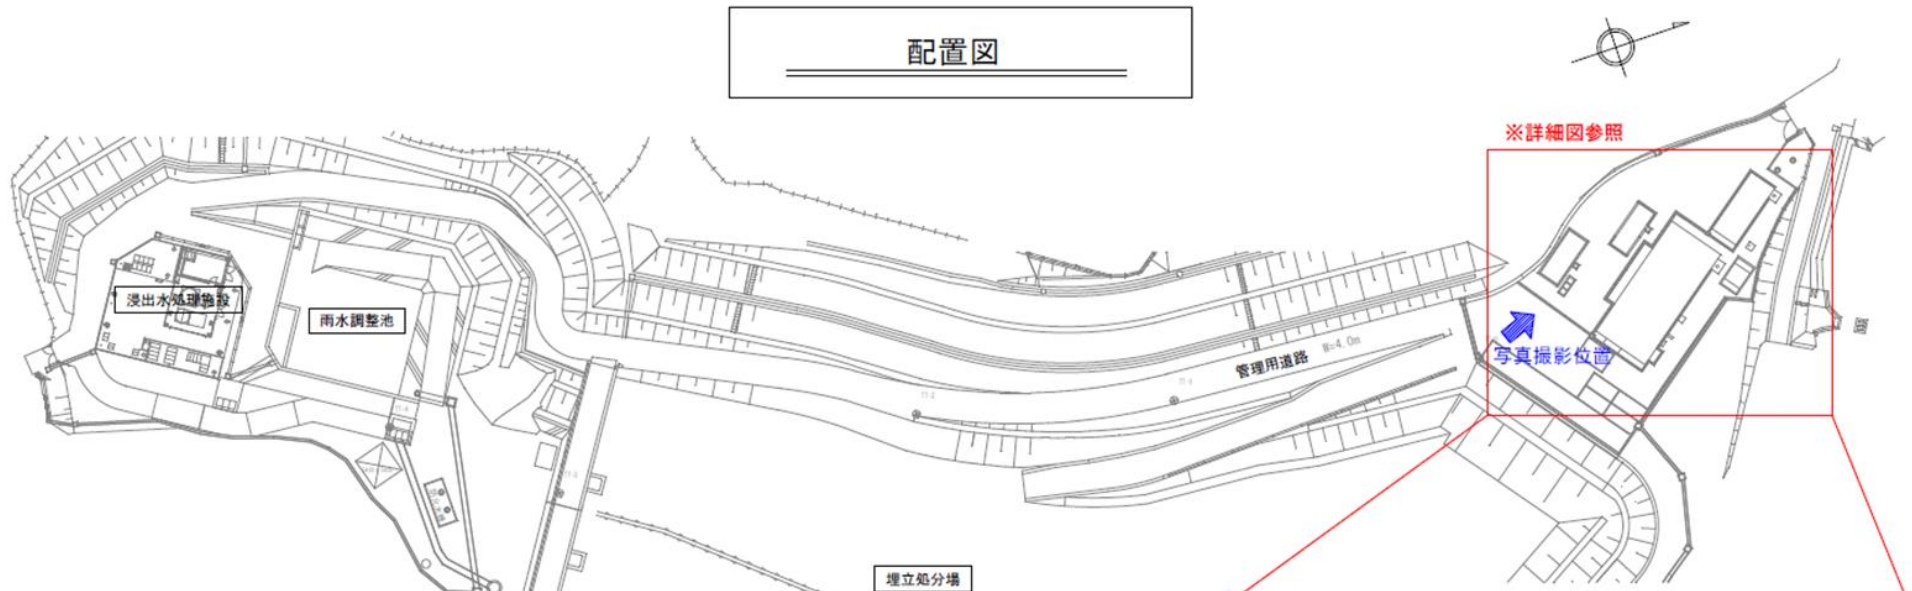 配置図
※詳細図参照
浸出水処理施設
雨水調整池
写真撮影位置
管理用道路 W=4.0m
埋立処分場